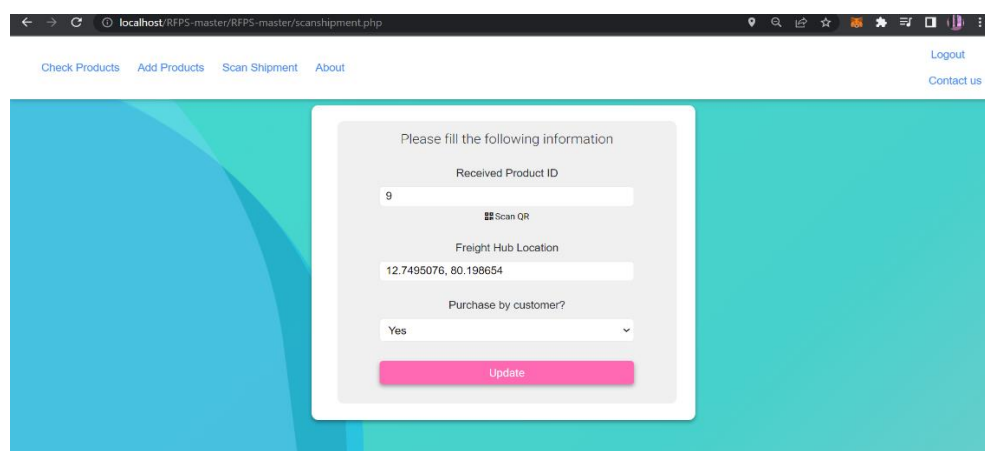 localhost/RFPS-master/RFPS-master/scanshipment.php
Check Products Add Products Scan Shipment About
Logout
Contact us
Please fill the following information
Received Product ID
9
Scan QR
Freight Hub Location
12.7495076, 80.198654
Purchase by customer?
Yes
Update